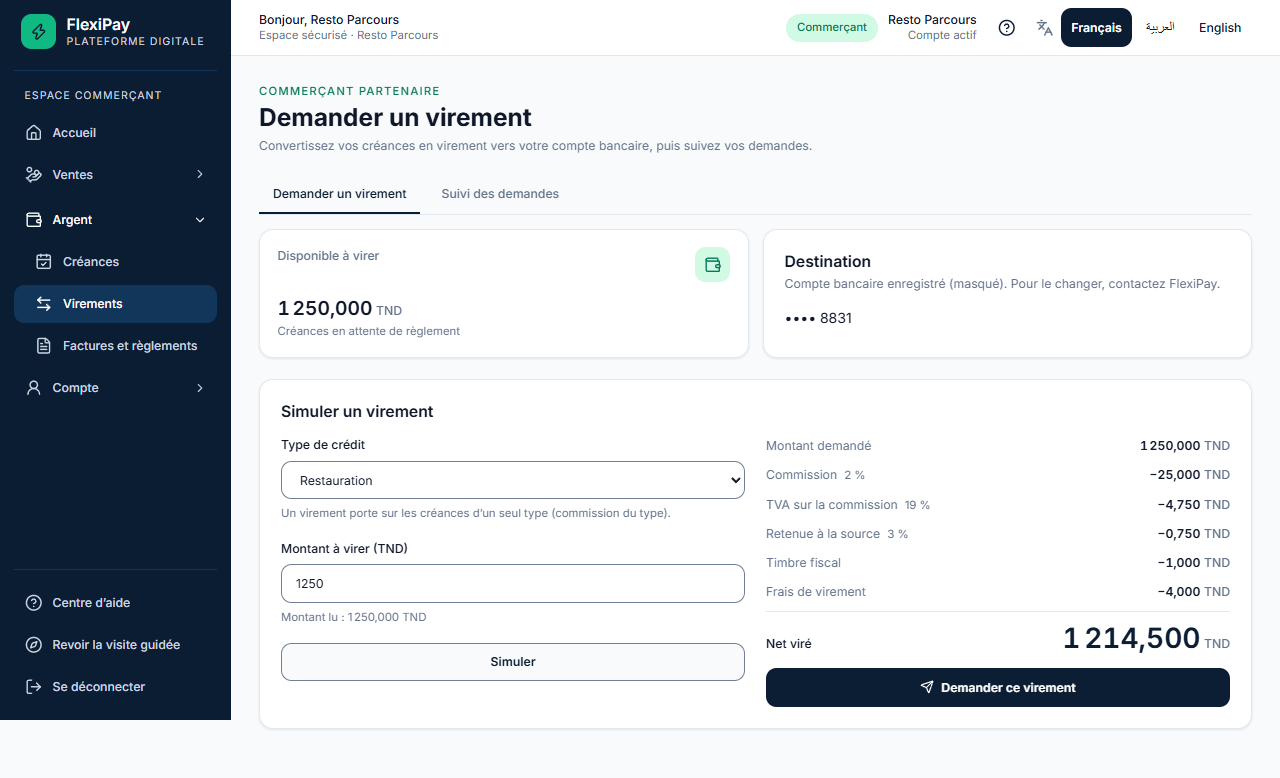 FlexiPay
PLATEFORME DIGITALE
ESPACE COMMERÇANT
Accueil
Ventes
Argent
Créances
Virements
Factures et règlements
Compte
Centre d'aide
Revoir la visite guidée
Se déconnecter
Bonjour, Resto Parcours
Espace sécurisé · Resto Parcours
Commerçant
Resto Parcours
Compte actif
Français
العربية
English
COMMERÇANT PARTENAIRE
Demander un virement
Convertissez vos créances en virement vers votre compte bancaire, puis suivez vos demandes.
Demander un virement
Suivi des demandes
Disponible à virer
1 250,000 TND
Créances en attente de règlement
Destination
Compte bancaire enregistré (masqué). Pour le changer, contactez FlexiPay.
•••• 8831
Simuler un virement
Type de crédit
Restauration
Un virement porte sur les créances d'un seul type (commission du type).
Montant à virer (TND)
1250
Montant lu : 1 250,000 TND
Simuler
Montant demandé 1 250,000 TND
Commission 2 % −25,000 TND
TVA sur la commission 19 % −4,750 TND
Retenue à la source 3 % −0,750 TND
Timbre fiscal −1,000 TND
Frais de virement −4,000 TND
Net viré 1 214,500 TND
Demander ce virement